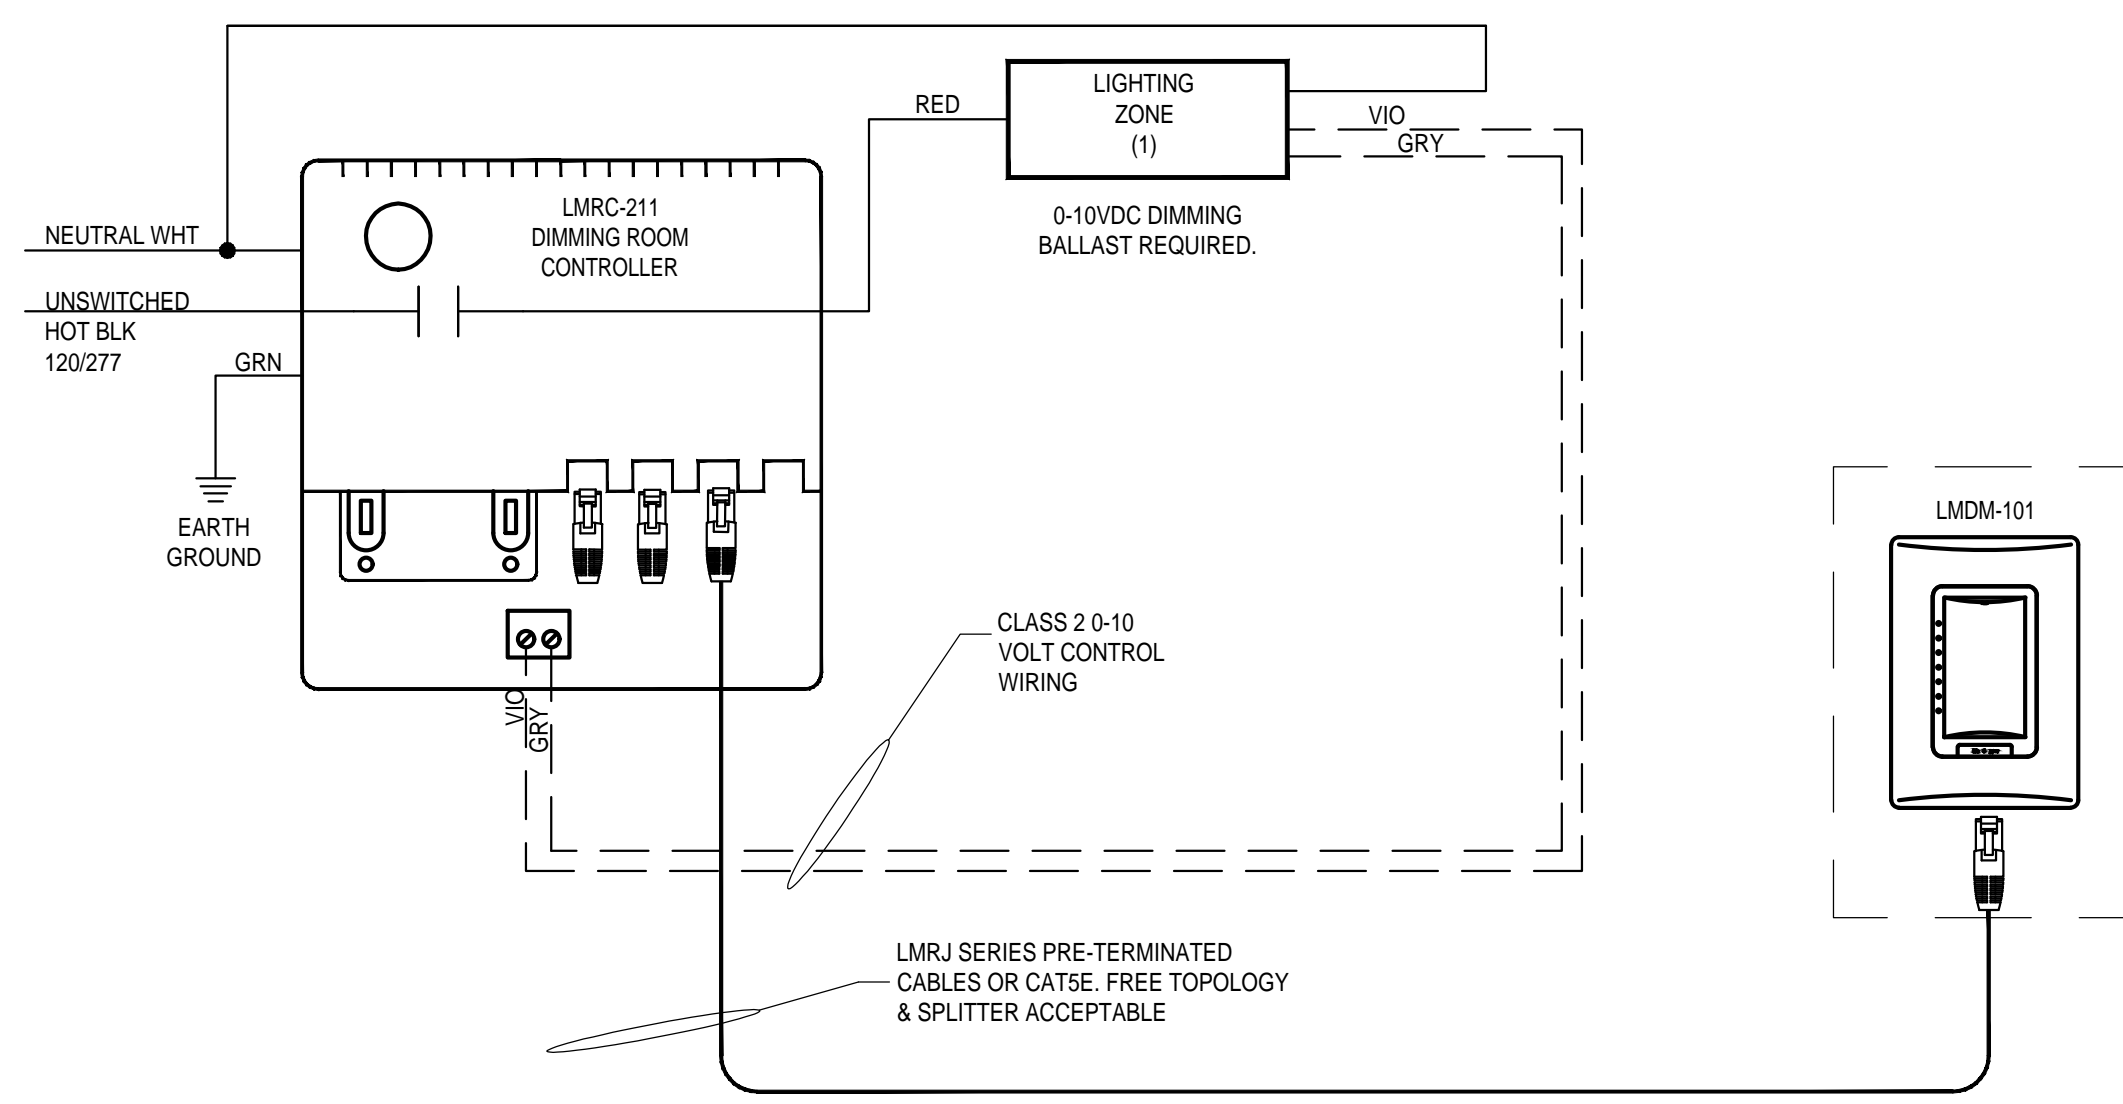 RED
LIGHTING
ZONE
(1)
VIO
GRY
0-10VDC DIMMING
BALLAST REQUIRED.
LMRC-211
DIMMING ROOM
CONTROLLER
NEUTRAL WHT
UNSWITCHED
HOT BLK
120/277
GRN
EARTH
GROUND
VIO
GRY
CLASS 2 0-10
VOLT CONTROL
WIRING
LMDM-101
LMRJ SERIES PRE-TERMINATED
CABLES OR CAT5E. FREE TOPOLOGY
& SPLITTER ACCEPTABLE